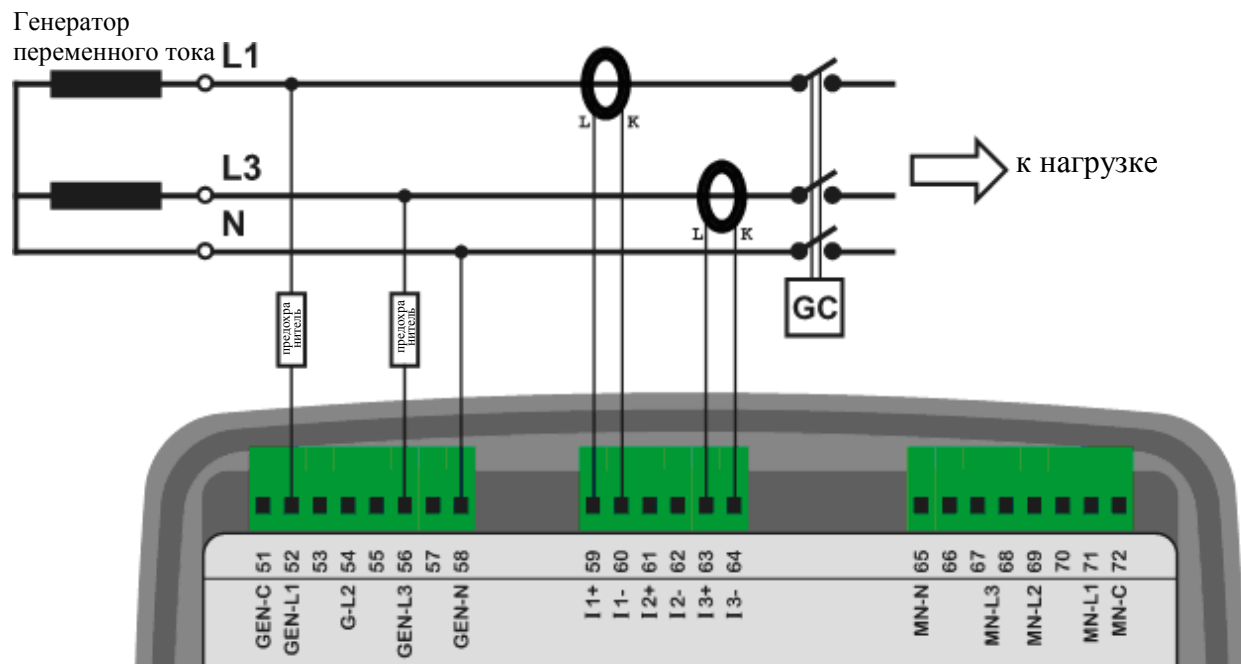 Генератор
переменного тока
L1
L
K
L3
к нагрузке
N
L
K
предохра
нитель
предохра
нитель
GC
51
52
53
54
55
56
57
58
59
60
61
62
63
64
65
66
67
68
69
70
71
72
GEN-C
GEN-L1
G-L2
GEN-L3
GEN-N
I1+
I1-
I2+
I2-
I3+
I3-
MN-N
MN-L3
MN-L2
MN-L1
MN-C